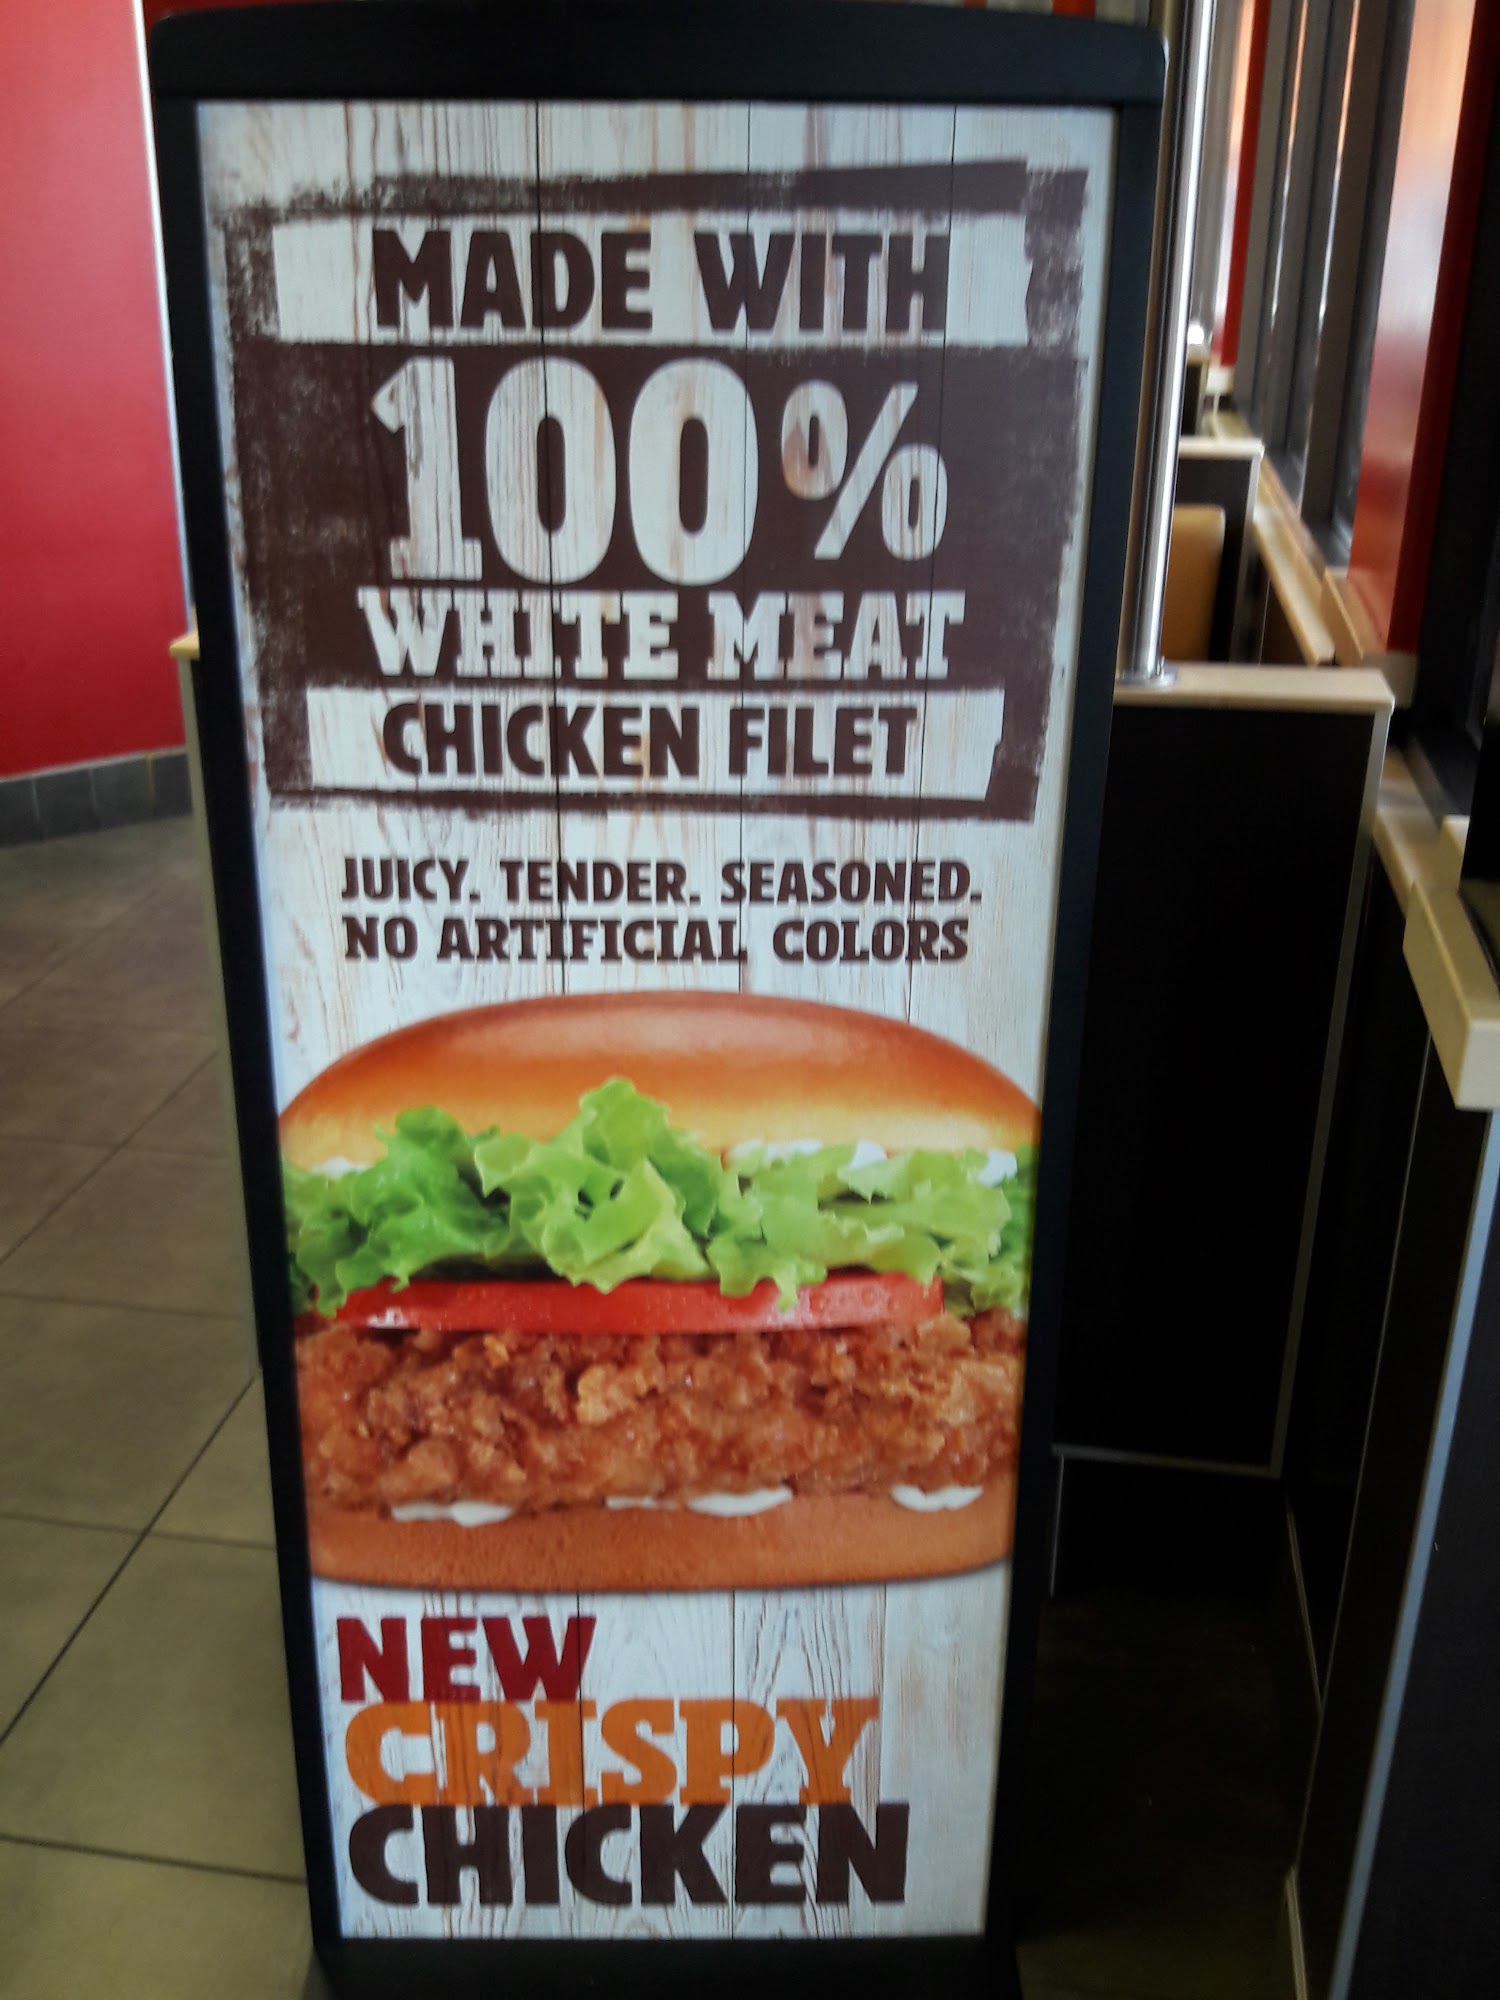 MADE WITH
100%
WHITE MEAT
CHICKEN FILET
JUICY. TENDER. SEASONED.
NO ARTIFICIAL COLORS
NEW
CRISPY
CHICKEN